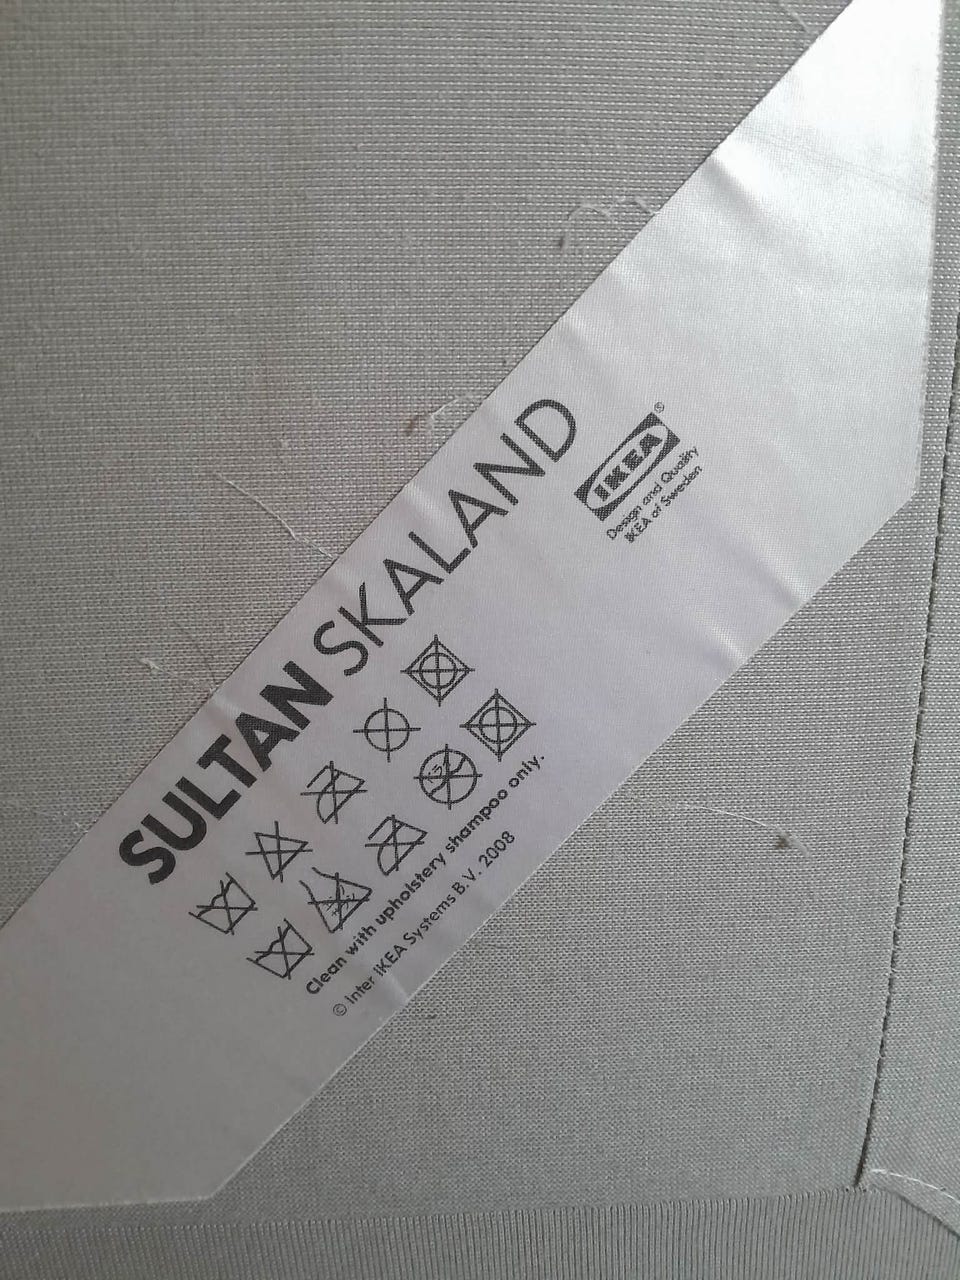 SULTAN SKALAND
IKEA®
Design and Quality
IKEA of Sweden
Clean with upholstery shampoo only.
© Inter IKEA Systems B.V. 2008